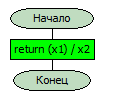 Начало
return (x1) / x2
Конец